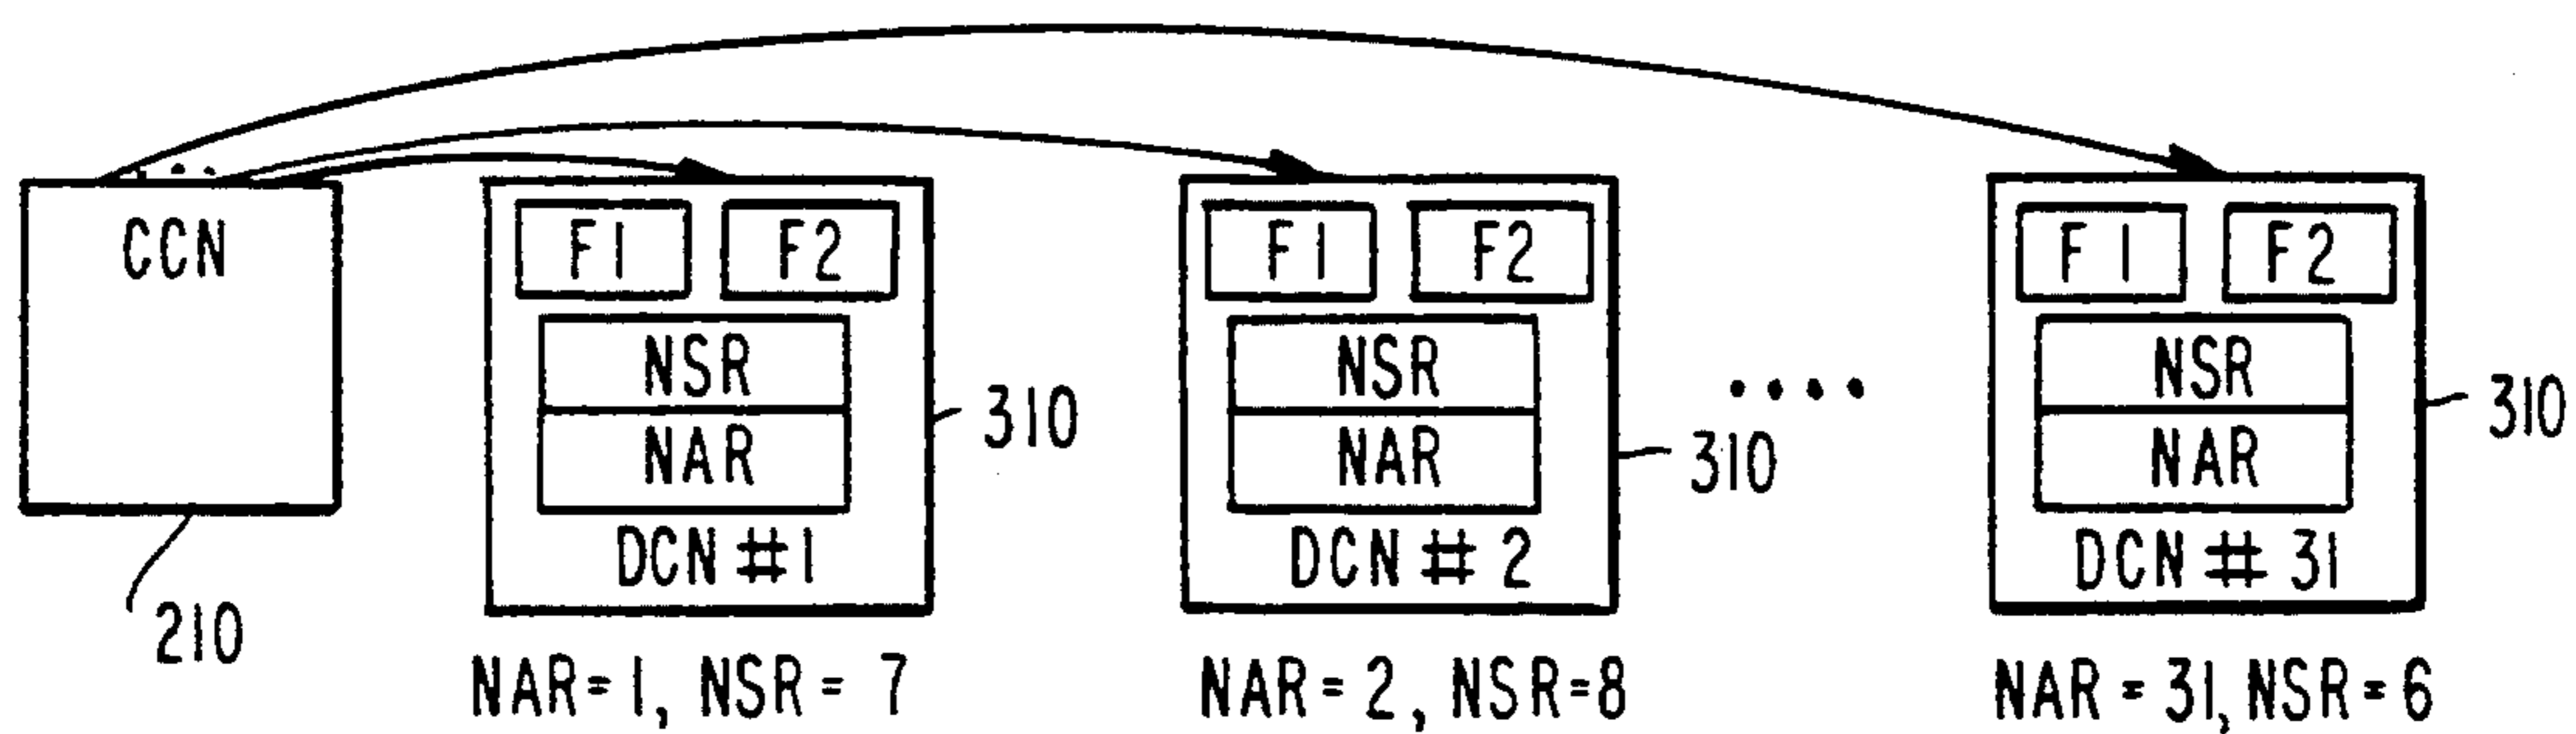 CCN
210
F1 F2
NSR
NAR
DCN #1
310
NAR=1, NSR=7
F1 F2
NSR
NAR
DCN # 2
310
NAR=2, NSR=8
....
F1 F2
NSR
NAR
DCN # 31
310
NAR=31, NSR=6